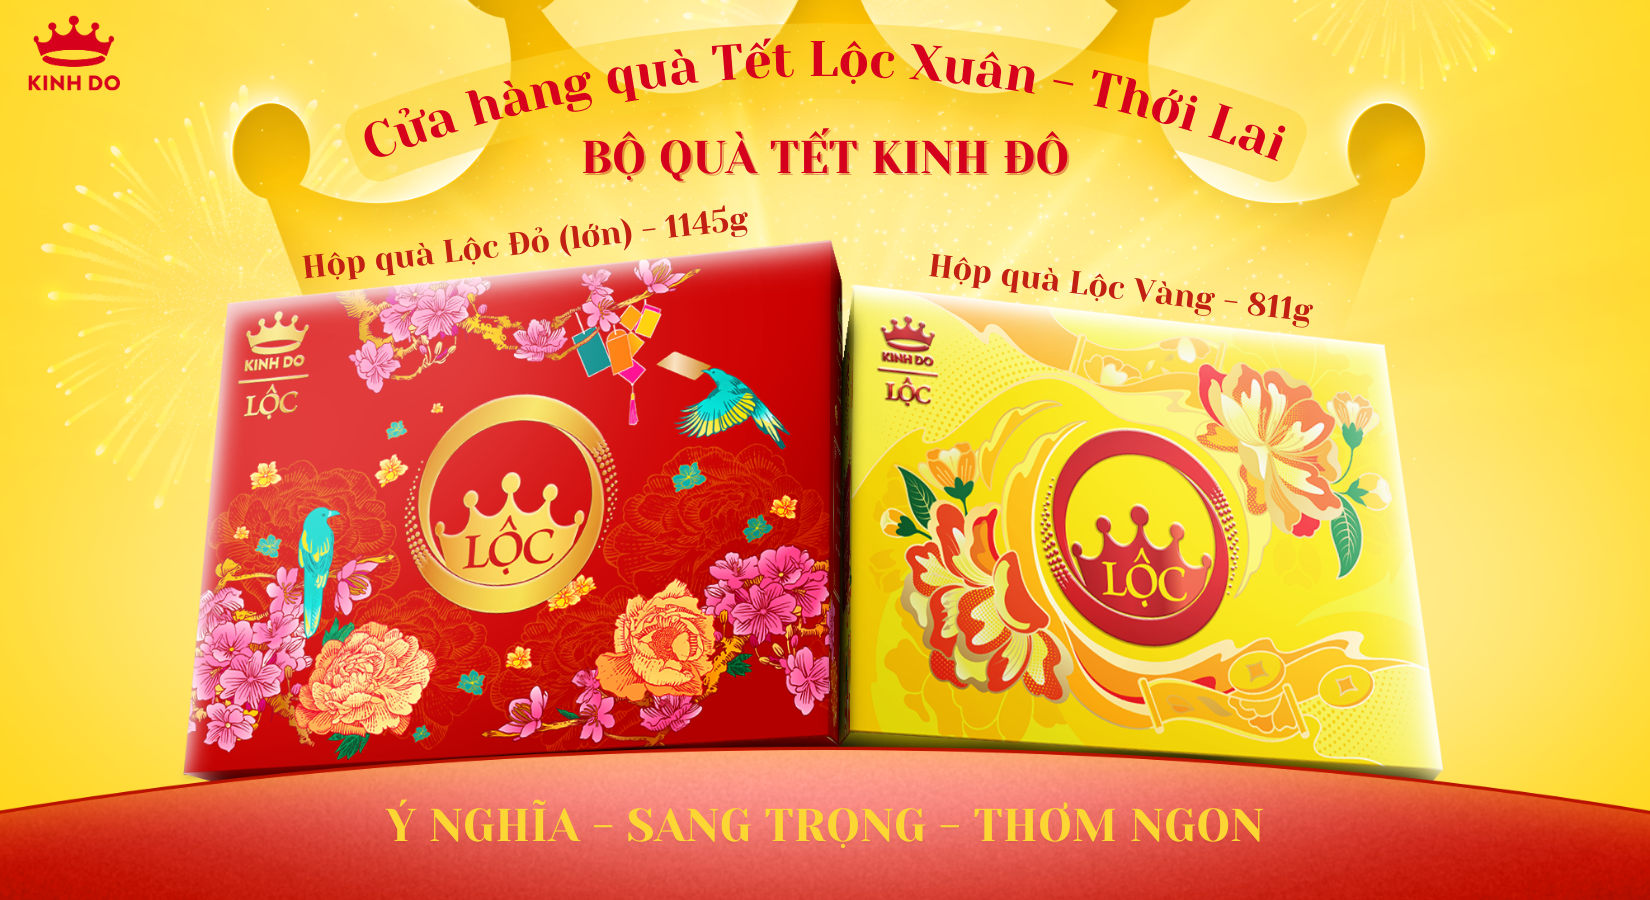 KINH DO
Cửa hàng quà Tết Lộc Xuân - Thới Lai
BỘ QUÀ TẾT KINH ĐÔ
Hộp quà Lộc Đỏ (lớn) - 1145g
Hộp quà Lộc Vàng - 811g
KINH DO
LỘC
LỘC
KINH DO
LỘC
LỘC
Ý NGHĨA - SANG TRỌNG - THƠM NGON